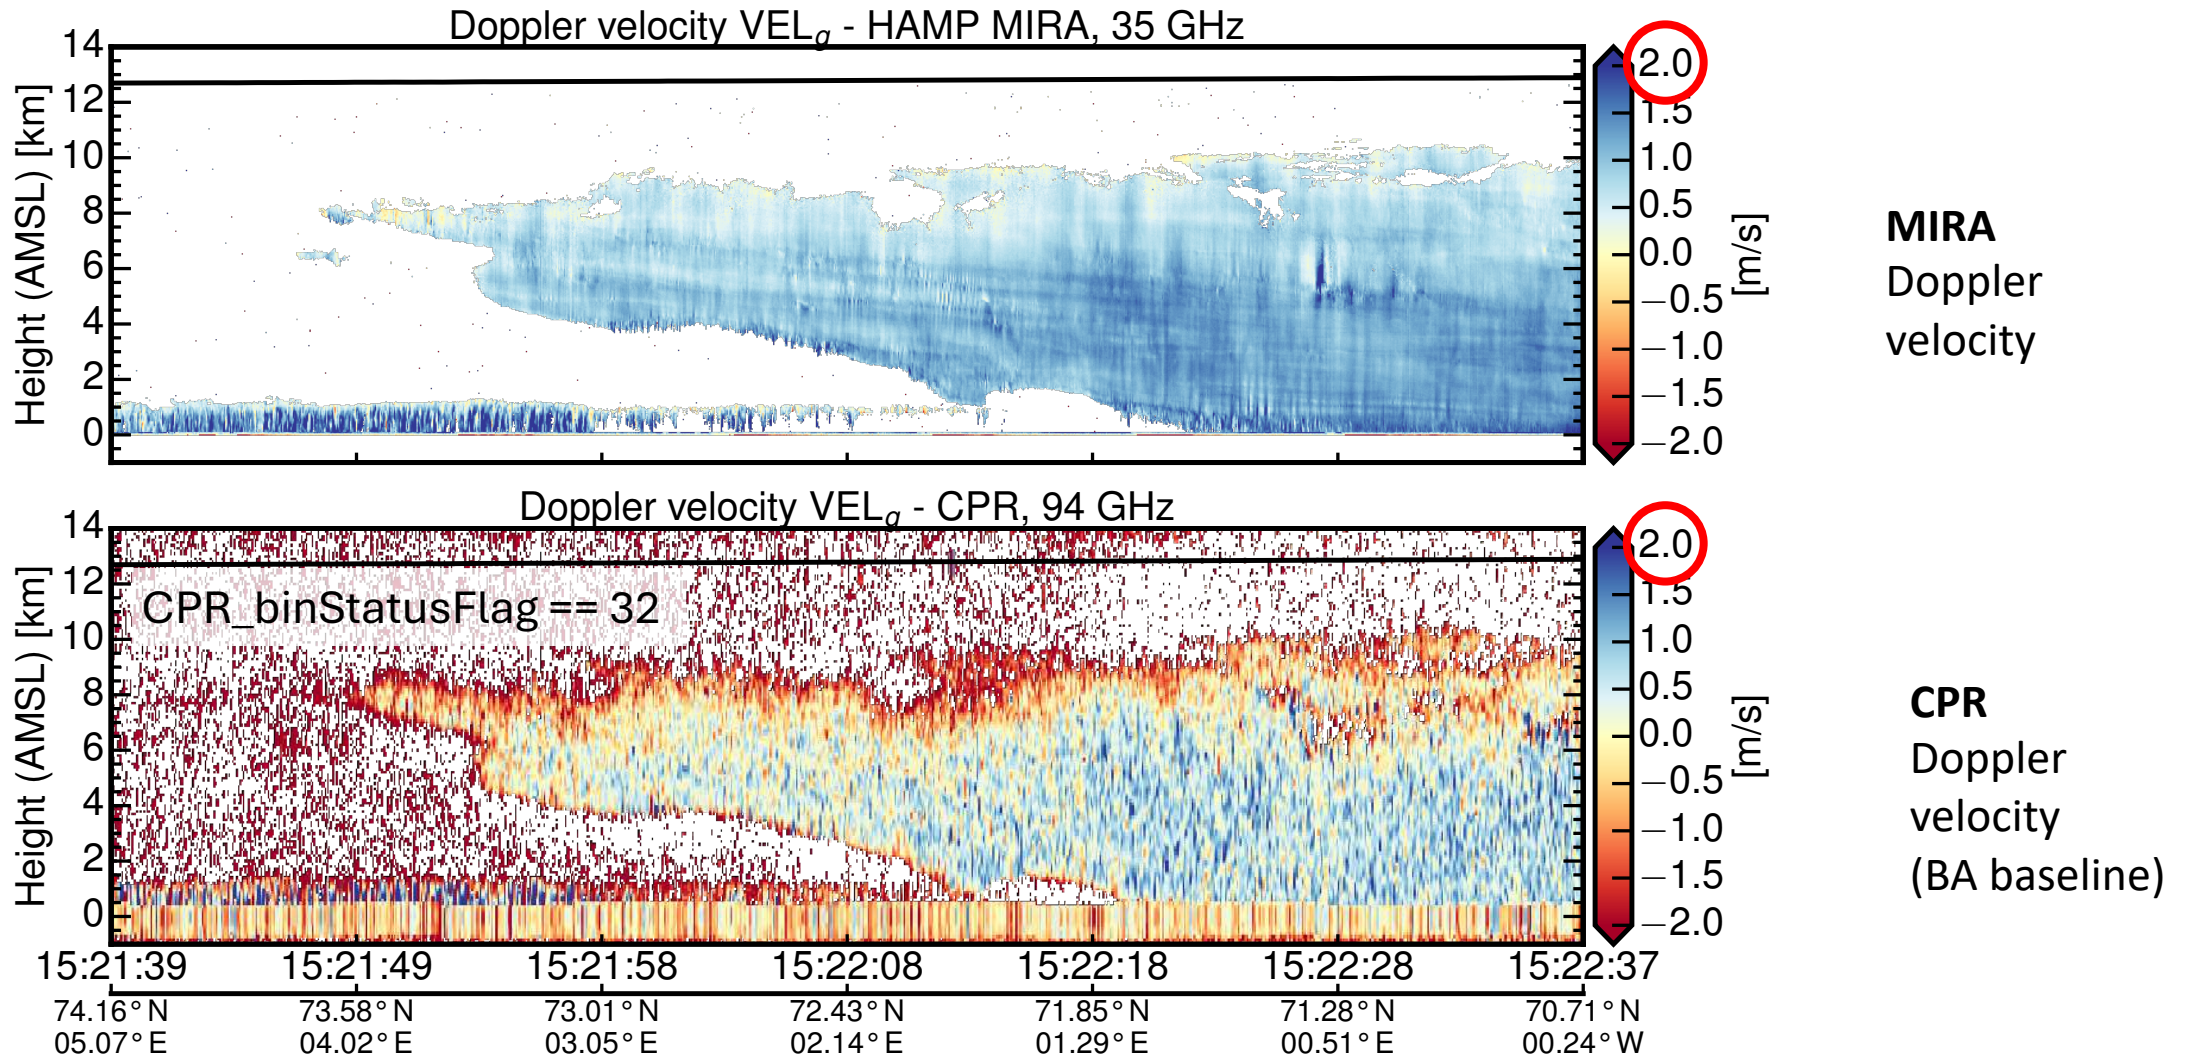 Doppler velocity VELg - HAMP MIRA, 35 GHz
14
12
10
8
6
4
2
0
Height (AMSL) [km]
2.0
1.5
1.0
0.5
0.0
−0.5
−1.0
−1.5
−2.0
[m/s]
MIRA
Doppler
velocity
Doppler velocity VELg - CPR, 94 GHz
14
12
10
8
6
4
2
0
Height (AMSL) [km]
CPR_binStatusFlag == 32
2.0
1.5
1.0
0.5
0.0
−0.5
−1.0
−1.5
−2.0
[m/s]
CPR
Doppler
velocity
(BA baseline)
15:21:39 15:21:49 15:21:58 15:22:08 15:22:18 15:22:28 15:22:37
74.16°N 73.58°N 73.01°N 72.43°N 71.85°N 71.28°N 70.71°N
05.07°E 04.02°E 03.05°E 02.14°E 01.29°E 00.51°E 00.24°W